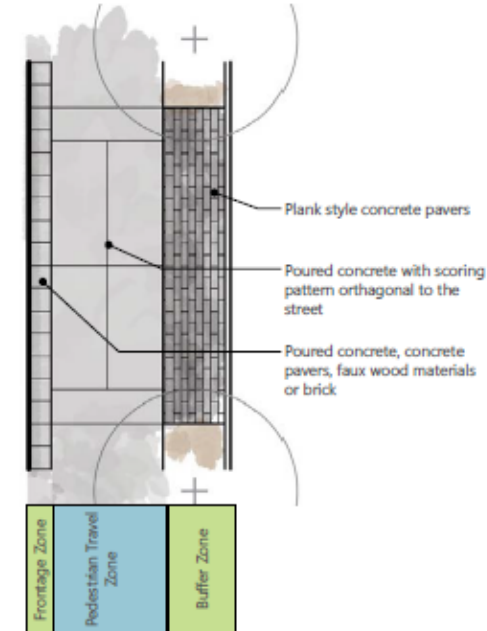 Plank style concrete pavers
Poured concrete with scoring
pattern orthogonal to the
street
Poured concrete, concrete
pavers, faux wood materials
or brick
Frontage Zone
Pedestrian Travel
Zone
Buffer Zone